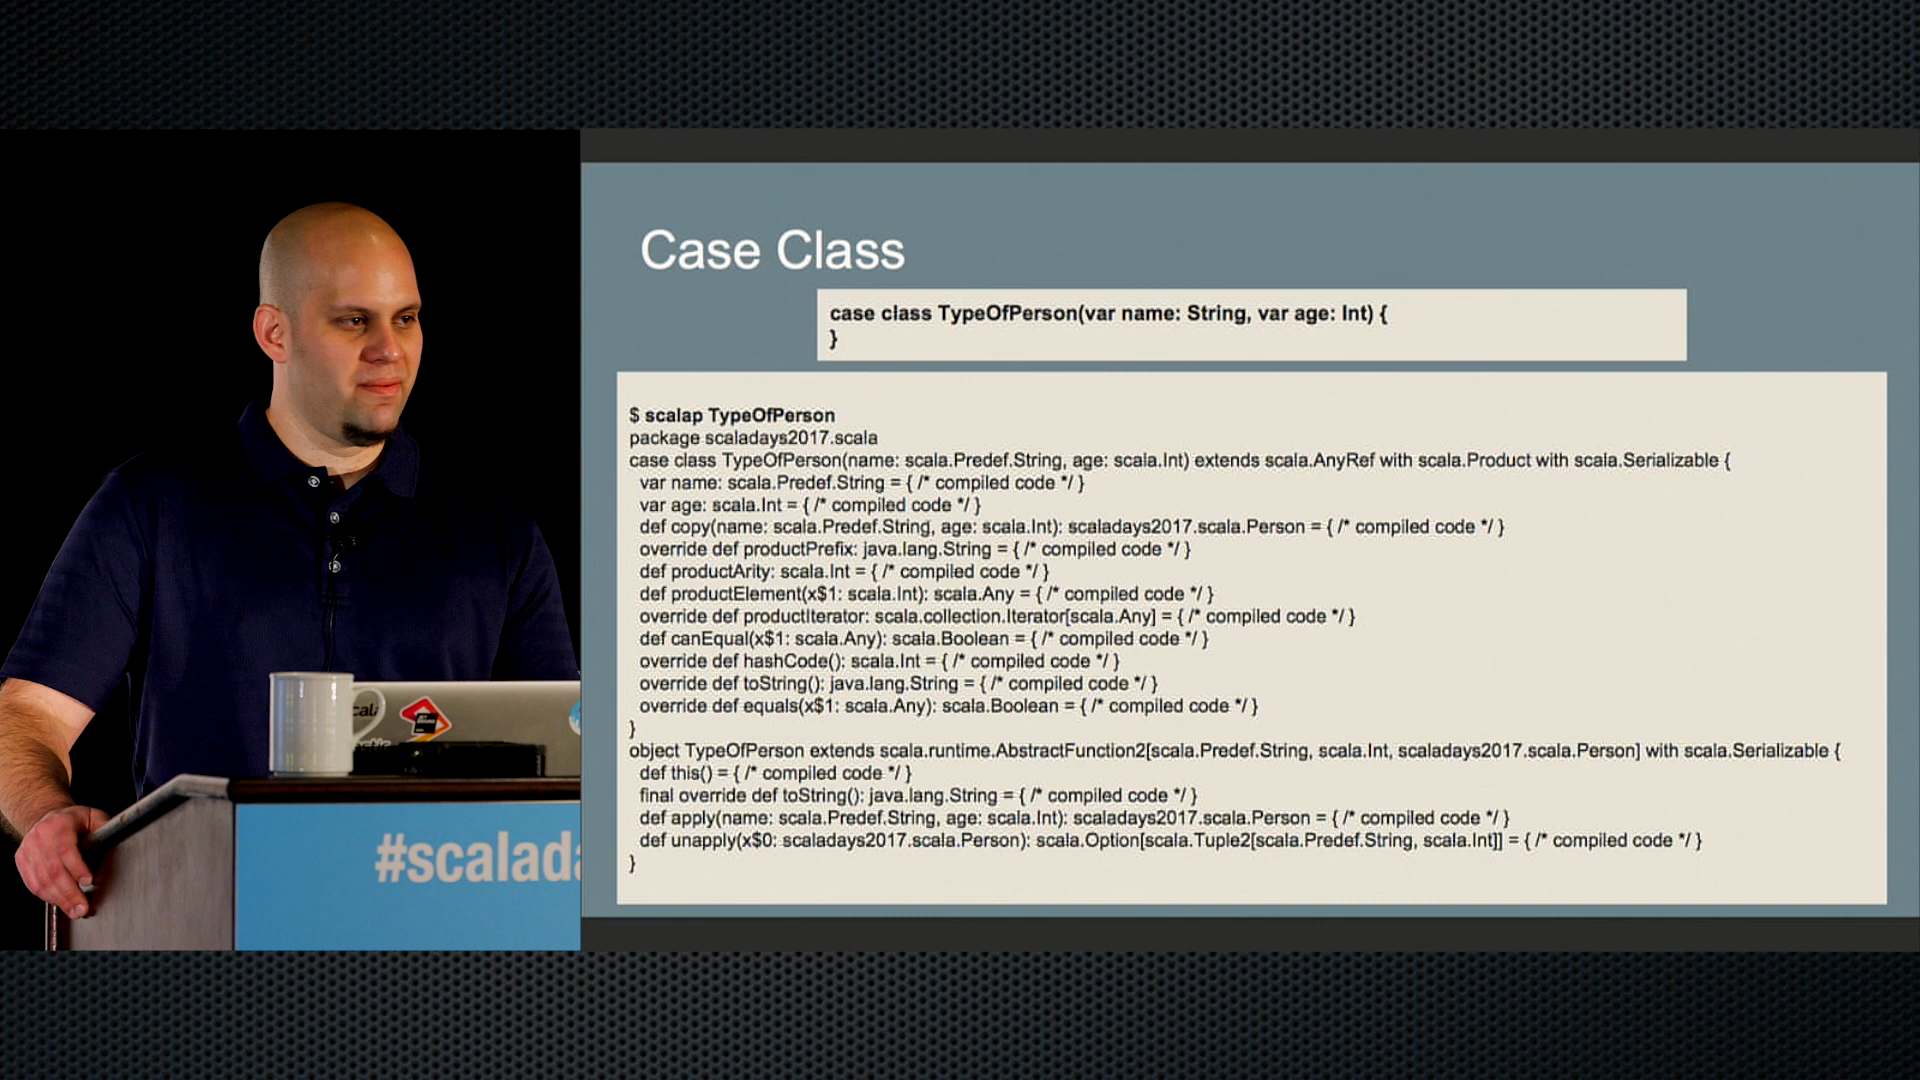 Case Class
case class TypeOfPerson(var name: String, var age: Int) {
}
$ scalap TypeOfPerson
package scaladays2017.scala
case class TypeOfPerson(name: scala.Predef.String, age: scala.Int) extends scala.AnyRef with scala.Product with scala.Serializable {
var name: scala.Predef.String = { /* compiled code */ }
var age: scala.Int = { /* compiled code */ }
def copy(name: scala.Predef.String, age: scala.Int): scaladays2017.scala.Person = { /* compiled code */ }
override def productPrefix: java.lang.String = { /* compiled code */ }
def productArity: scala.Int = { /* compiled code */ }
def productElement(x$1: scala.Int): scala.Any = { /* compiled code */ }
override def productIterator: scala.collection.Iterator[scala.Any] = { /* compiled code */ }
def canEqual(x$1: scala.Any): scala.Boolean = { /* compiled code */ }
override def hashCode(): scala.Int = { /* compiled code */ }
override def toString(): java.lang.String = { /* compiled code */ }
override def equals(x$1: scala.Any): scala.Boolean = { /* compiled code */ }
}
object TypeOfPerson extends scala.runtime.AbstractFunction2[scala.Predef.String, scala.Int, scaladays2017.scala.Person] with scala.Serializable {
def this() = { /* compiled code */ }
final override def toString(): java.lang.String = { /* compiled code */ }
def apply(name: scala.Predef.String, age: scala.Int): scaladays2017.scala.Person = { /* compiled code */ }
def unapply(x$0: scaladays2017.scala.Person): scala.Option[scala.Tuple2[scala.Predef.String, scala.Int]] = { /* compiled code */ }
}
cala
#scalada